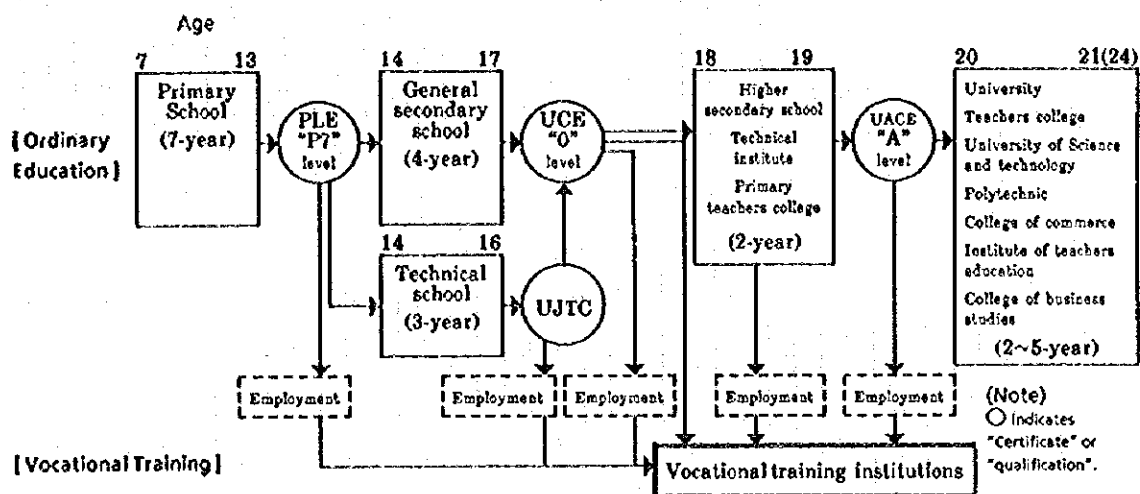 Age
7 13
14 17
18 19
20 21(24)
[Ordinary
Education]
Primary
School
(7-year)
PLE
"P7"
level
General
secondary
school
(4-year)
UCE
"O"
level
Higher
secondary school
Technical
institute
Primary
teachers college
(2-year)
UACE
"A"
level
University
Teachers college
University of Science
and technology
Polytechnic
College of commerce
Institute of teachers
education
College of business
studies
(2~5-year)
14 16
Technical
school
(3-year)
UJTC
Employment
Employment
Employment
Employment
Employment
(Note)
○ Indicates
"Certificate" or
"qualification".
[Vocational Training]
Vocational training institutions